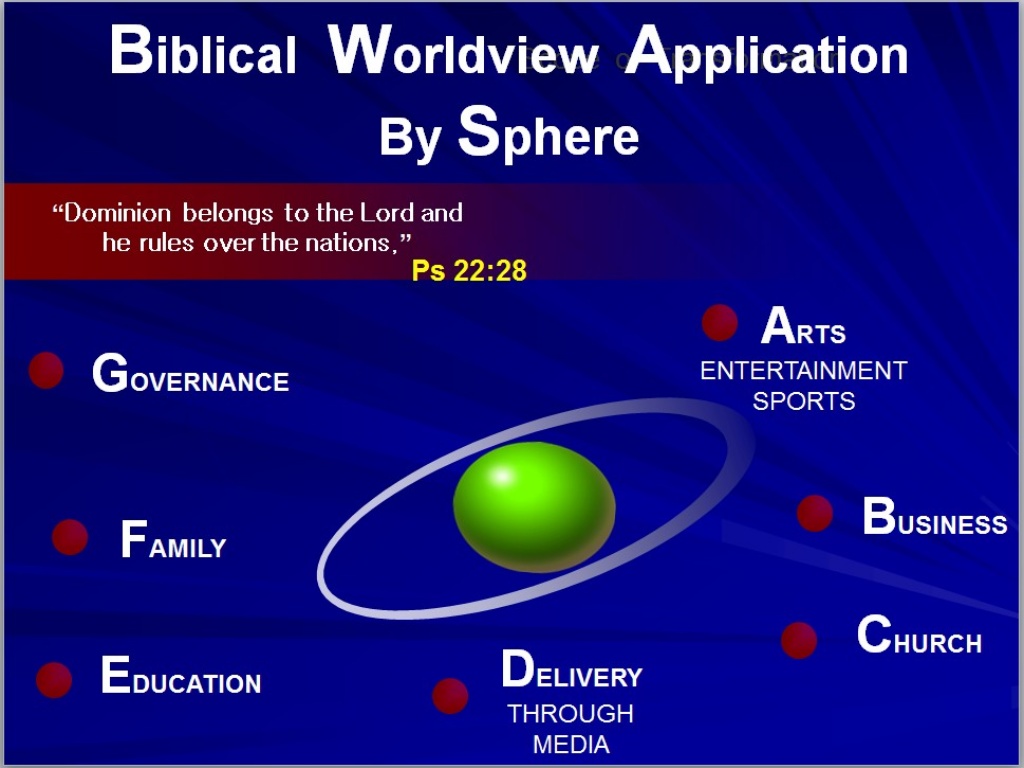 Biblical Worldview Application
By Sphere
“Dominion belongs to the Lord and
he rules over the nations,”
Ps 22:28
ARTS
ENTERTAINMENT
SPORTS
GOVERNANCE
BUSINESS
FAMILY
CHURCH
EDUCATION
DELIVERY
THROUGH
MEDIA